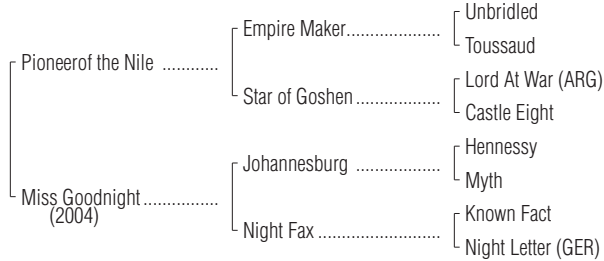 Unbridled
Empire Maker....................
Toussaud
Pioneerof the Nile ............
Lord At War (ARG)
Star of Goshen ..................
Castle Eight
Hennessy
Johannesburg ..................
Myth
Miss Goodnight ................
(2004)
Known Fact
Night Fax ..........................
Night Letter (GER)